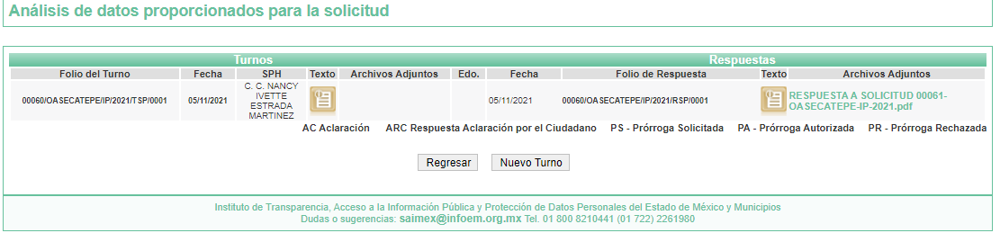 Análisis de datos proporcionados para la solicitud
Turnos Respuestas
Folio del Turno Fecha SPH Texto Archivos Adjuntos Edo. Fecha Folio de Respuesta Texto Archivos Adjuntos
00060/OASECATEPE/IP/2021/TSP/0001 05/11/2021 C. C. NANCY IVETTE ESTRADA MARTINEZ 05/11/2021 00060/OASECATEPE/IP/2021/RSP/0001 RESPUESTA A SOLICITUD 00061-OASECATEPE-IP-2021.pdf
AC Aclaración ARC Respuesta Aclaración por el Ciudadano PS - Prórroga Solicitada PA - Prórroga Autorizada PR - Prórroga Rechazada
Regresar Nuevo Turno
Instituto de Transparencia, Acceso a la Información Pública y Protección de Datos Personales del Estado de México y Municipios
Dudas o sugerencias: saimex@infoem.org.mx Tel. 01 800 8210441 (01 722) 2261980